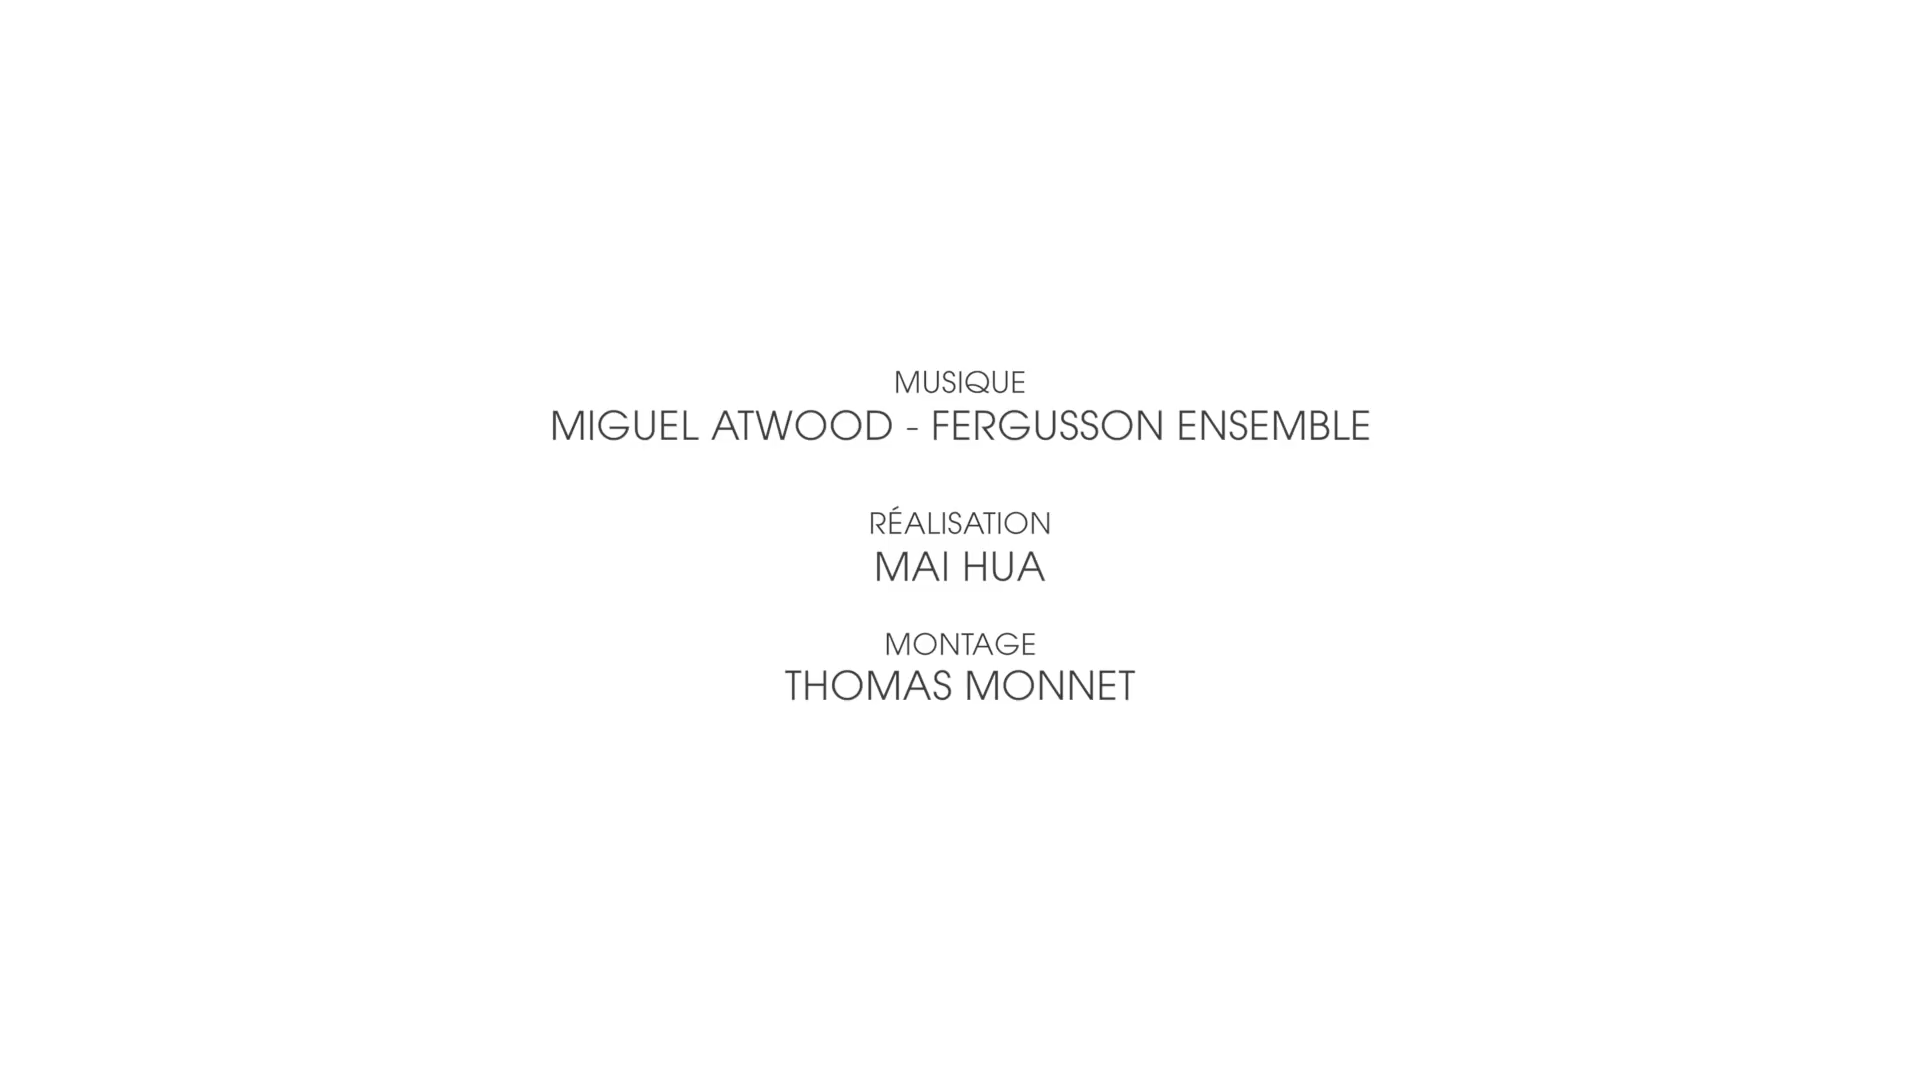 MUSIQUE
MIGUEL ATWOOD - FERGUSSON ENSEMBLE
RÉALISATION
MAI HUA
MONTAGE
THOMAS MONNET